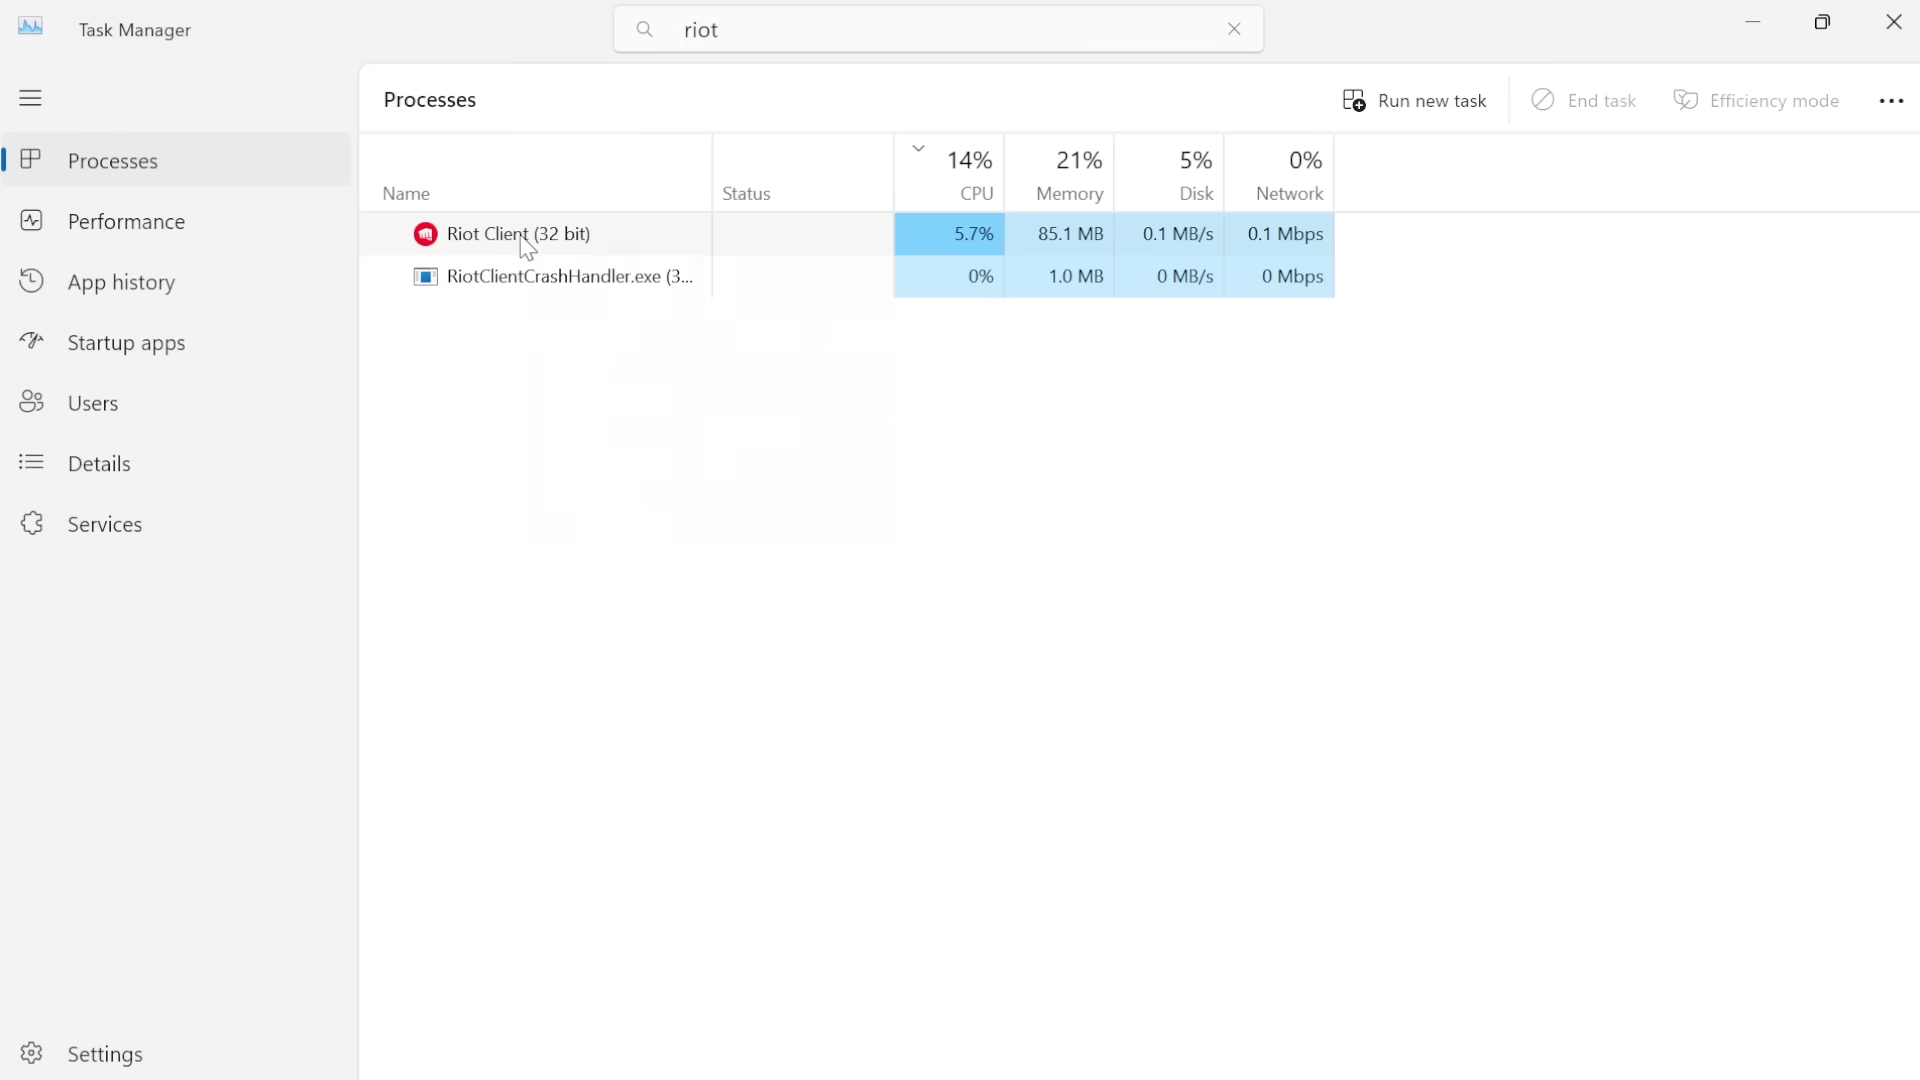 Task Manager
riot
Processes
Run new task
End task
Efficiency mode
Processes
Performance
App history
Startup apps
Users
Details
Services
Settings
Name Status 14% CPU 21% Memory 5% Disk 0% Network
Riot Client (32 bit) 5.7% 85.1 MB 0.1 MB/s 0.1 Mbps
RiotClientCrashHandler.exe (3... 0% 1.0 MB 0 MB/s 0 Mbps